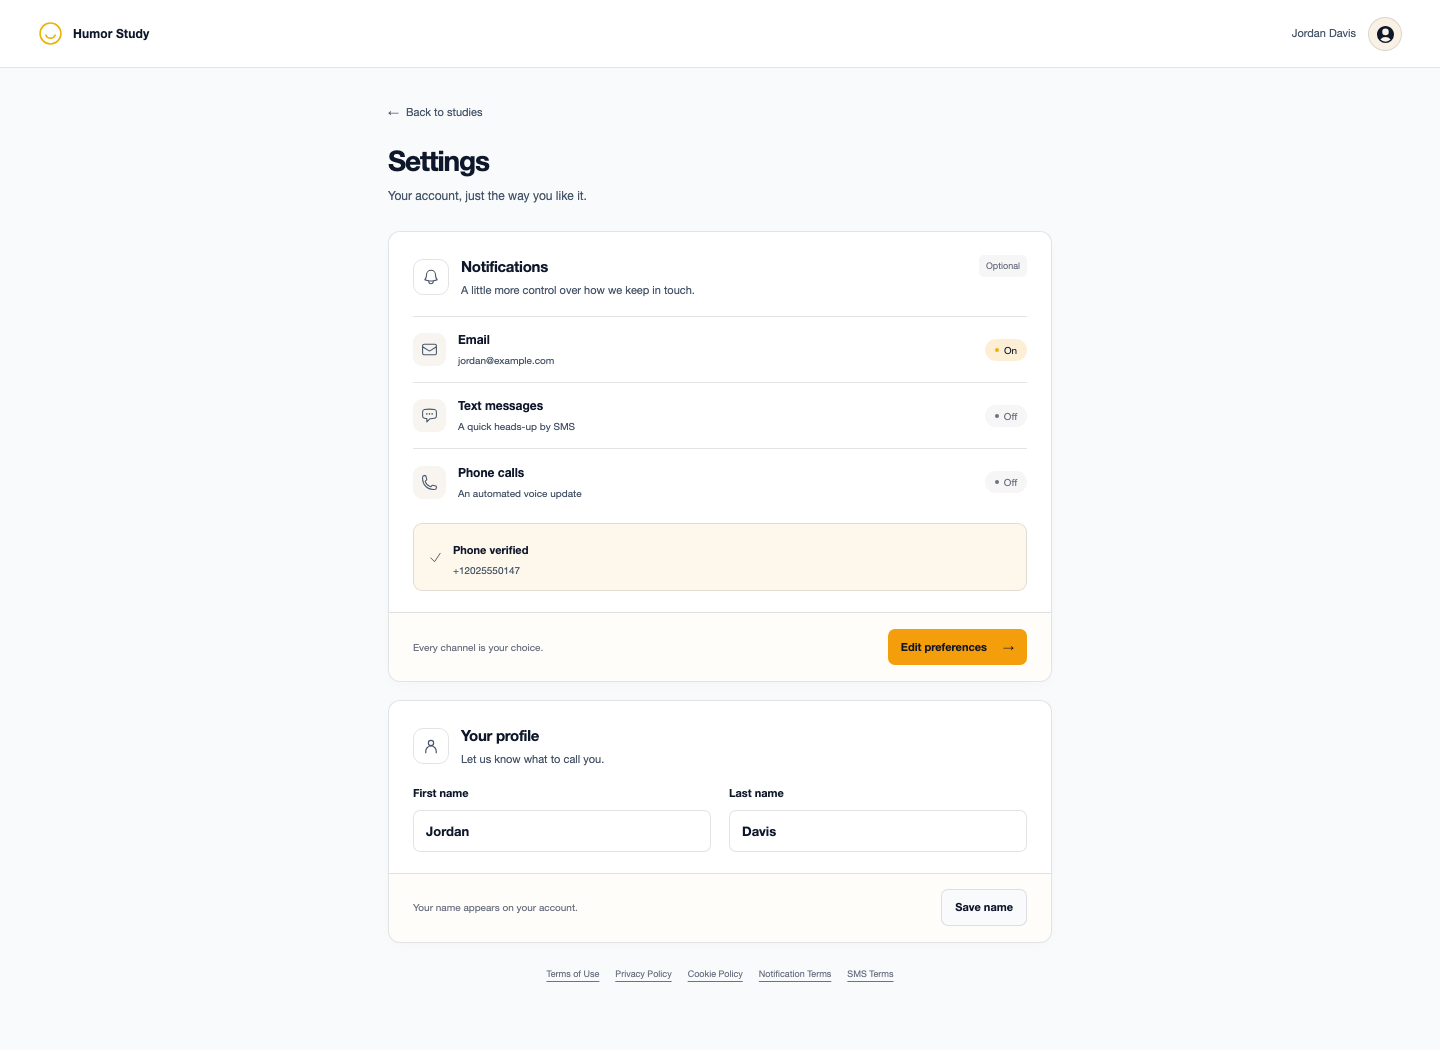 Humor Study
Jordan Davis
← Back to studies
Settings
Your account, just the way you like it.
Notifications
Optional
A little more control over how we keep in touch.
Email
jordan@example.com
On
Text messages
A quick heads-up by SMS
Off
Phone calls
An automated voice update
Off
Phone verified
+12025550147
Every channel is your choice.
Edit preferences →
Your profile
Let us know what to call you.
First name
Last name
Jordan
Davis
Your name appears on your account.
Save name
Terms of Use
Privacy Policy
Cookie Policy
Notification Terms
SMS Terms